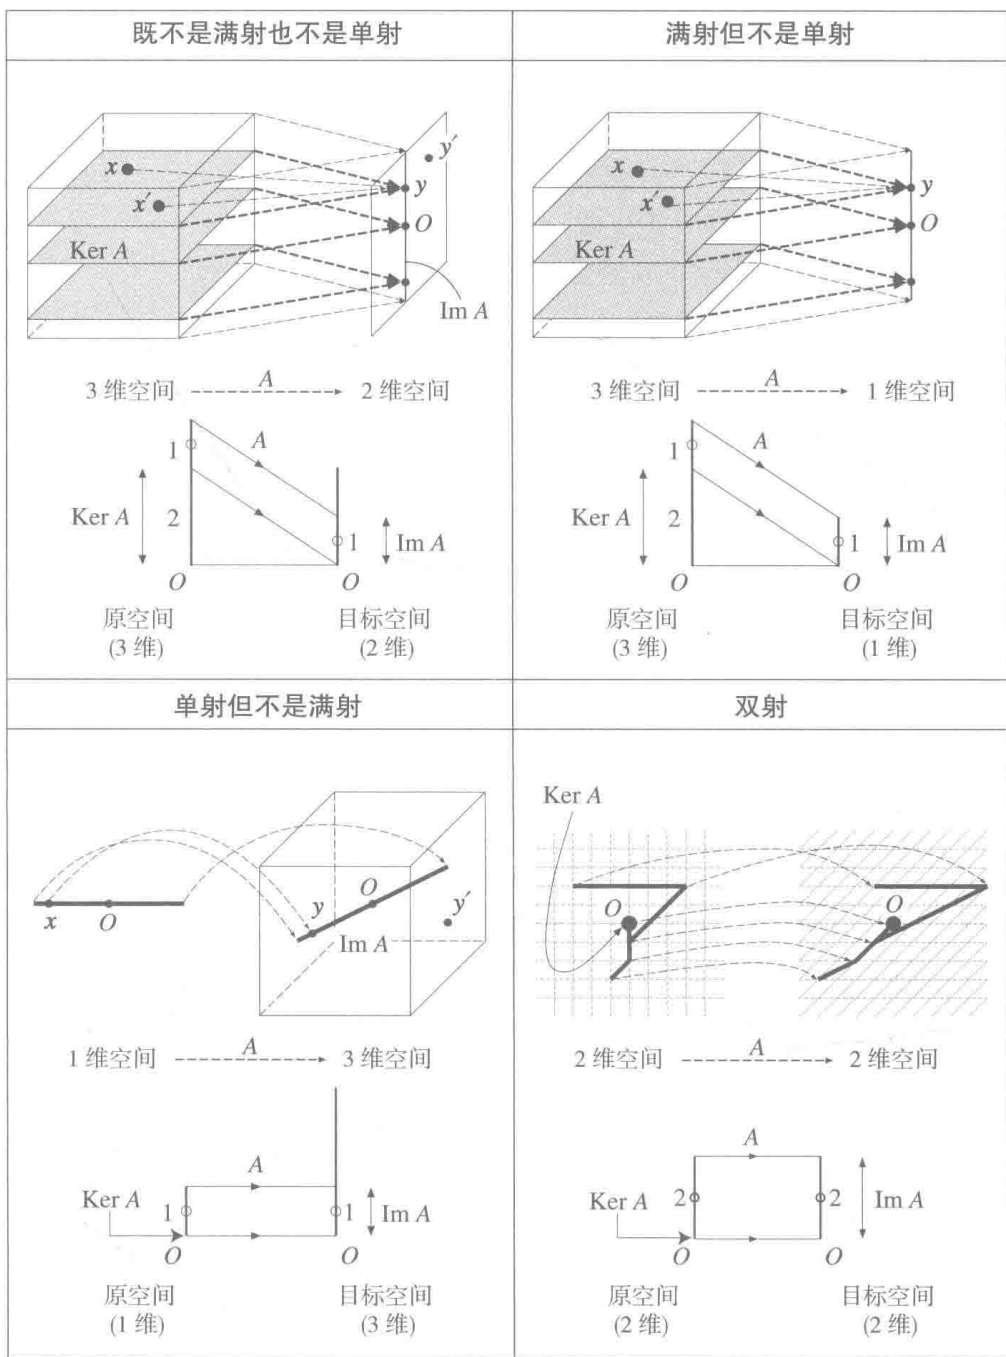 既不是满射也不是单射
x
x′
Ker A
y′
y
O
Im A
3 维空间 A 2 维空间
1
A
Ker A
2
1
Im A
O
O
原空间
(3 维)
目标空间
(2 维)
满射但不是单射
x
x′
Ker A
y
O
3 维空间 A 1 维空间
1
A
Ker A
2
1
Im A
O
O
原空间
(3 维)
目标空间
(1 维)
单射但不是满射
x
O
y
O
Im A
y′
1 维空间 A 3 维空间
A
Ker A
1
1
Im A
O
O
原空间
(1 维)
目标空间
(3 维)
双射
Ker A
O
O
2 维空间 A 2 维空间
A
Ker A
2
2
Im A
O
O
原空间
(2 维)
目标空间
(2 维)